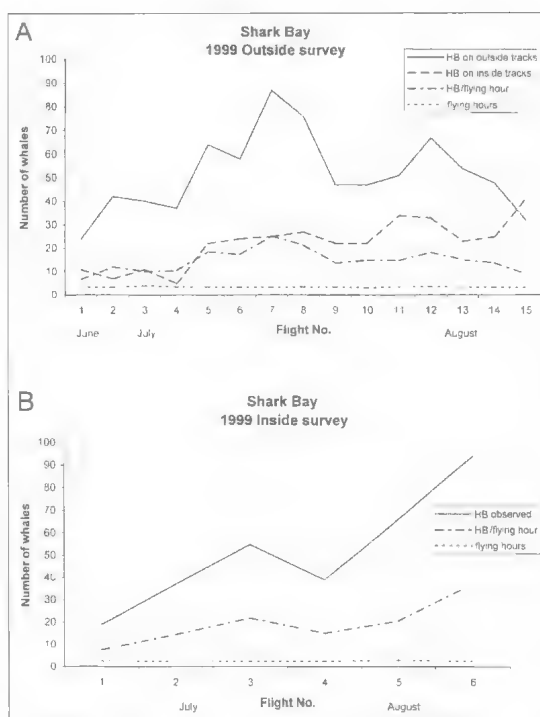 A
Shark Bay
1999 Outside survey
HB on outside tracks
HB on inside tracks
HB/flying hour
flying hours
Number of whales
100
90
80
70
60
50
40
30
20
10
0
1 2 3 4 5 6 7 8 9 10 11 12 13 14 15
June July Flight No. August
B
Shark Bay
1999 Inside survey
HB observed
HB/flying hour
flying hours
Number of whales
100
90
80
70
60
50
40
30
20
10
0
1 2 3 4 5 6
July Flight No. August